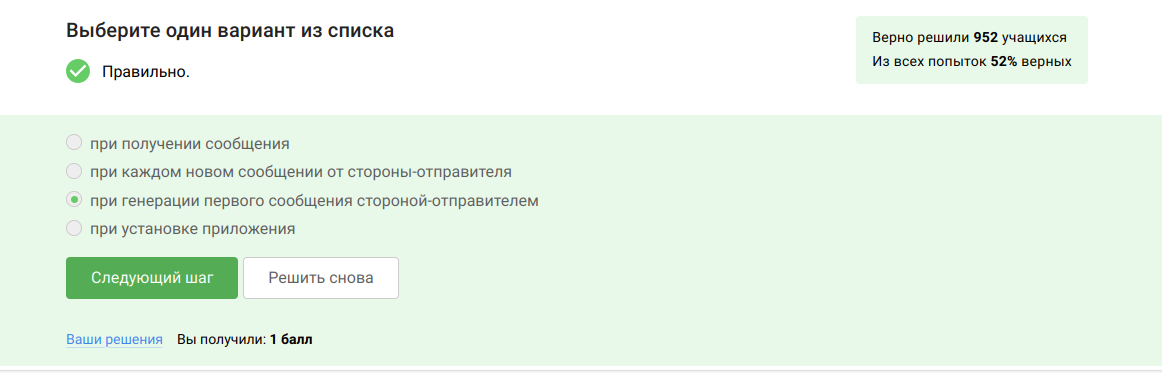 Выберите один вариант из списка
Правильно.
Верно решили 952 учащихся
Из всех попыток 52% верных
при получении сообщения
при каждом новом сообщении от стороны-отправителя
при генерации первого сообщения стороной-отправителем
при установке приложения
Следующий шаг
Решить снова
Ваши решения Вы получили: 1 балл